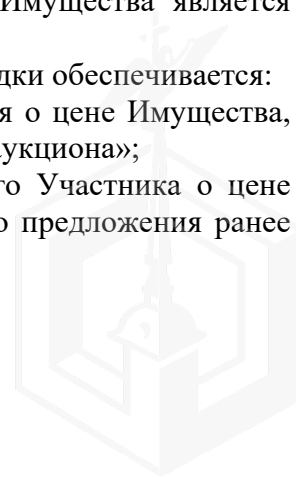 Имущества является
дки обеспечивается:
я о цене Имущества,
укциона»;
го Участника о цене
о предложения ранее